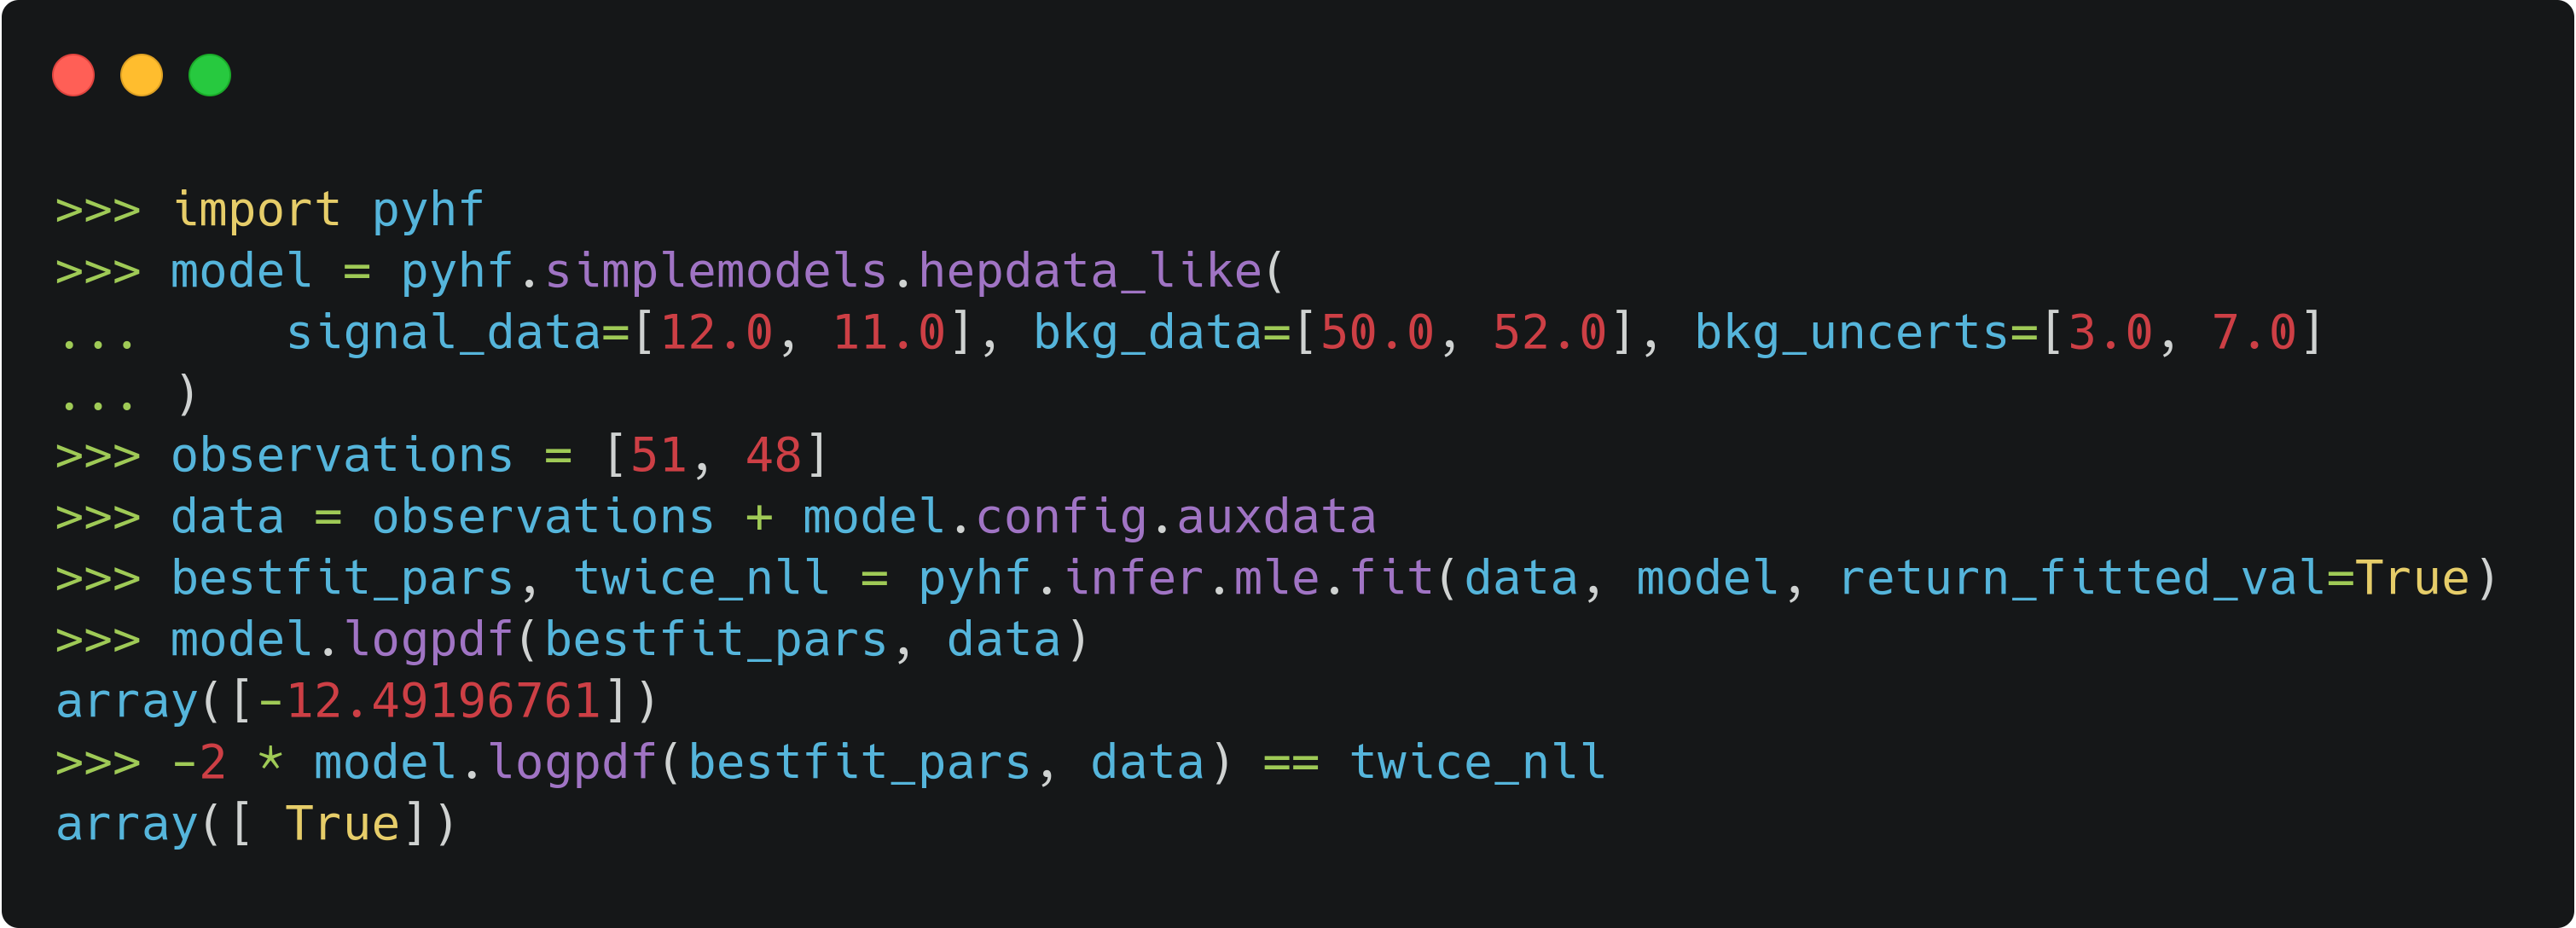 >>> import pyhf
>>> model = pyhf.simplemodels.hepdata_like(
...     signal_data=[12.0, 11.0], bkg_data=[50.0, 52.0], bkg_uncerts=[3.0, 7.0]
... )
>>> observations = [51, 48]
>>> data = observations + model.config.auxdata
>>> bestfit_pars, twice_nll = pyhf.infer.mle.fit(data, model, return_fitted_val=True)
>>> model.logpdf(bestfit_pars, data)
array([-12.49196761])
>>> -2 * model.logpdf(bestfit_pars, data) == twice_nll
array([ True])